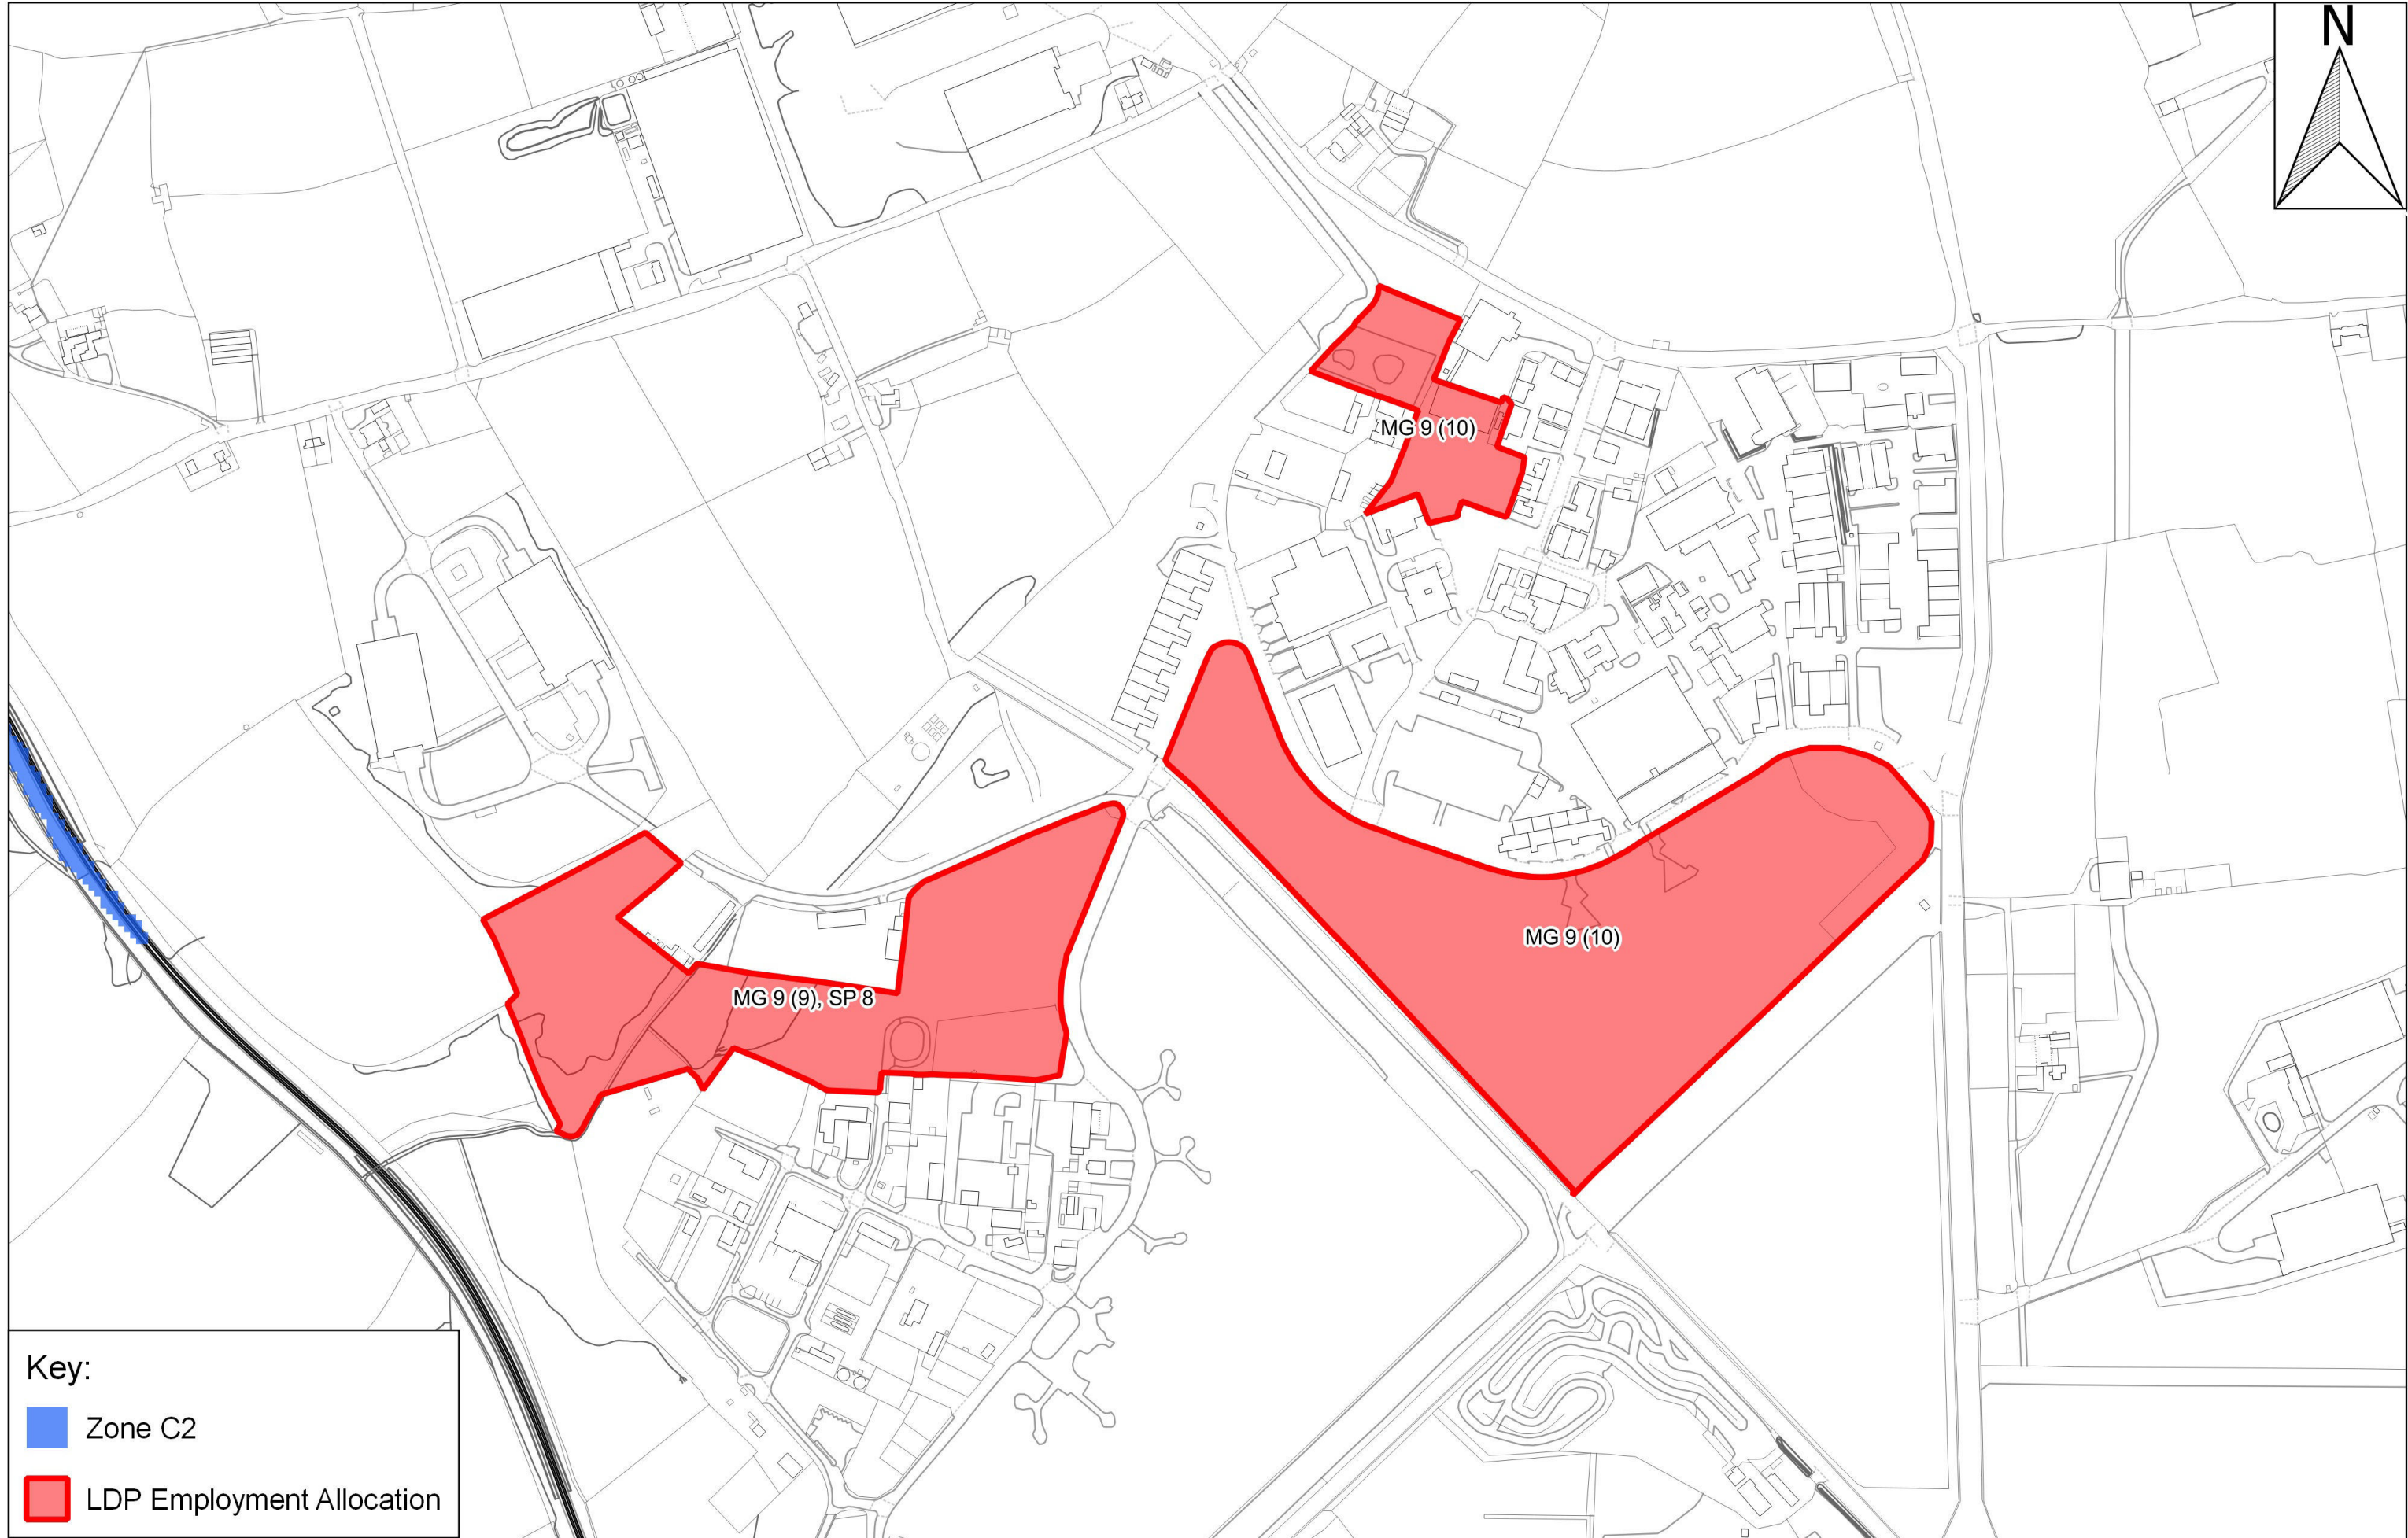 N
MG 9 (10)
MG 9 (10)
MG 9 (9), SP 8
Key:
Zone C2
LDP Employment Allocation